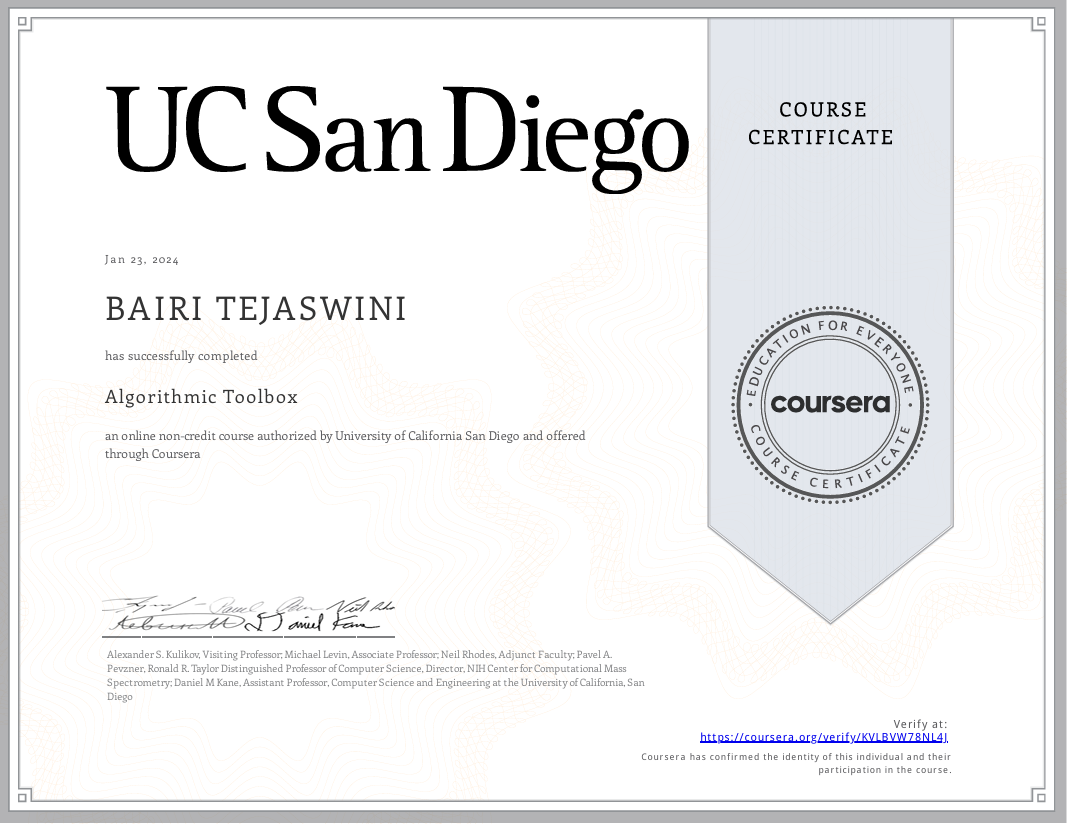 UC San Diego
COURSE
CERTIFICATE
Jan 23, 2024
BAIRI TEJASWINI
has successfully completed
Algorithmic Toolbox
an online non-credit course authorized by University of California San Diego and offered
through Coursera
EDUCATION FOR EVERYONE
coursera
COURSE CERTIFICATE
Alexander S. Kulikov, Visiting Professor; Michael Levin, Associate Professor; Neil Rhodes, Adjunct Faculty; Pavel A.
Pevzner, Ronald R. Taylor Distinguished Professor of Computer Science, Director, NIH Center for Computational Mass
Spectrometry; Daniel M Kane, Assistant Professor, Computer Science and Engineering at the University of California, San
Diego
Verify at:
https://coursera.org/verify/KVLBVW78NL4J
Coursera has confirmed the identity of this individual and their
participation in the course.